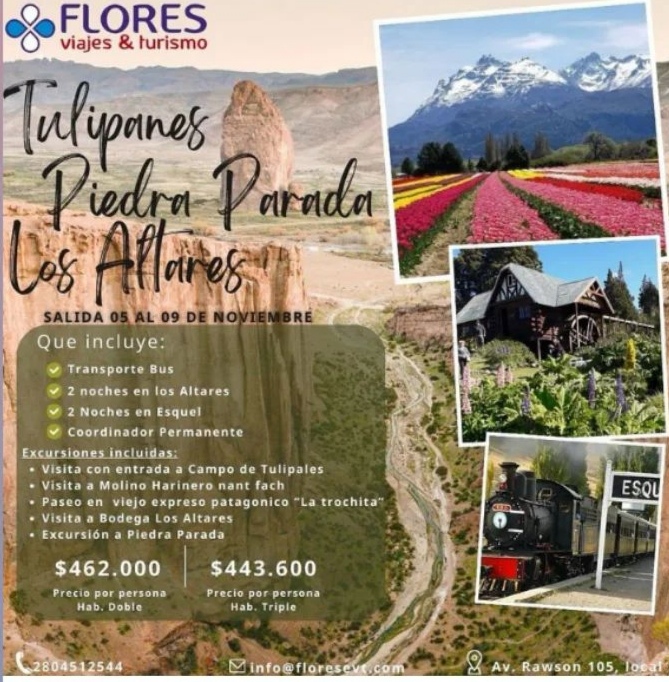 FLORES
viajes & turismo
Tulipanes
Piedra Parada
Los Altares
SALIDA 05 AL 09 DE NOVIEMBRE
Que incluye:
Transporte Bus
2 noches en los Altares
2 Noches en Esquel
Coordinador Permanente
Excursiones incluidas:
• Visita con entrada a Campo de Tulipales
• Visita a Molino Harinero nant fach
• Paseo en viejo expreso patagonico "La trochita"
• Visita a Bodega Los Altares
• Excursión a Piedra Parada
$462.000 $443.600
Precio por persona Precio por persona
Hab. Doble Hab. Triple
ESQU
2804512544 info@floresevt.com Av. Rawson 105, local